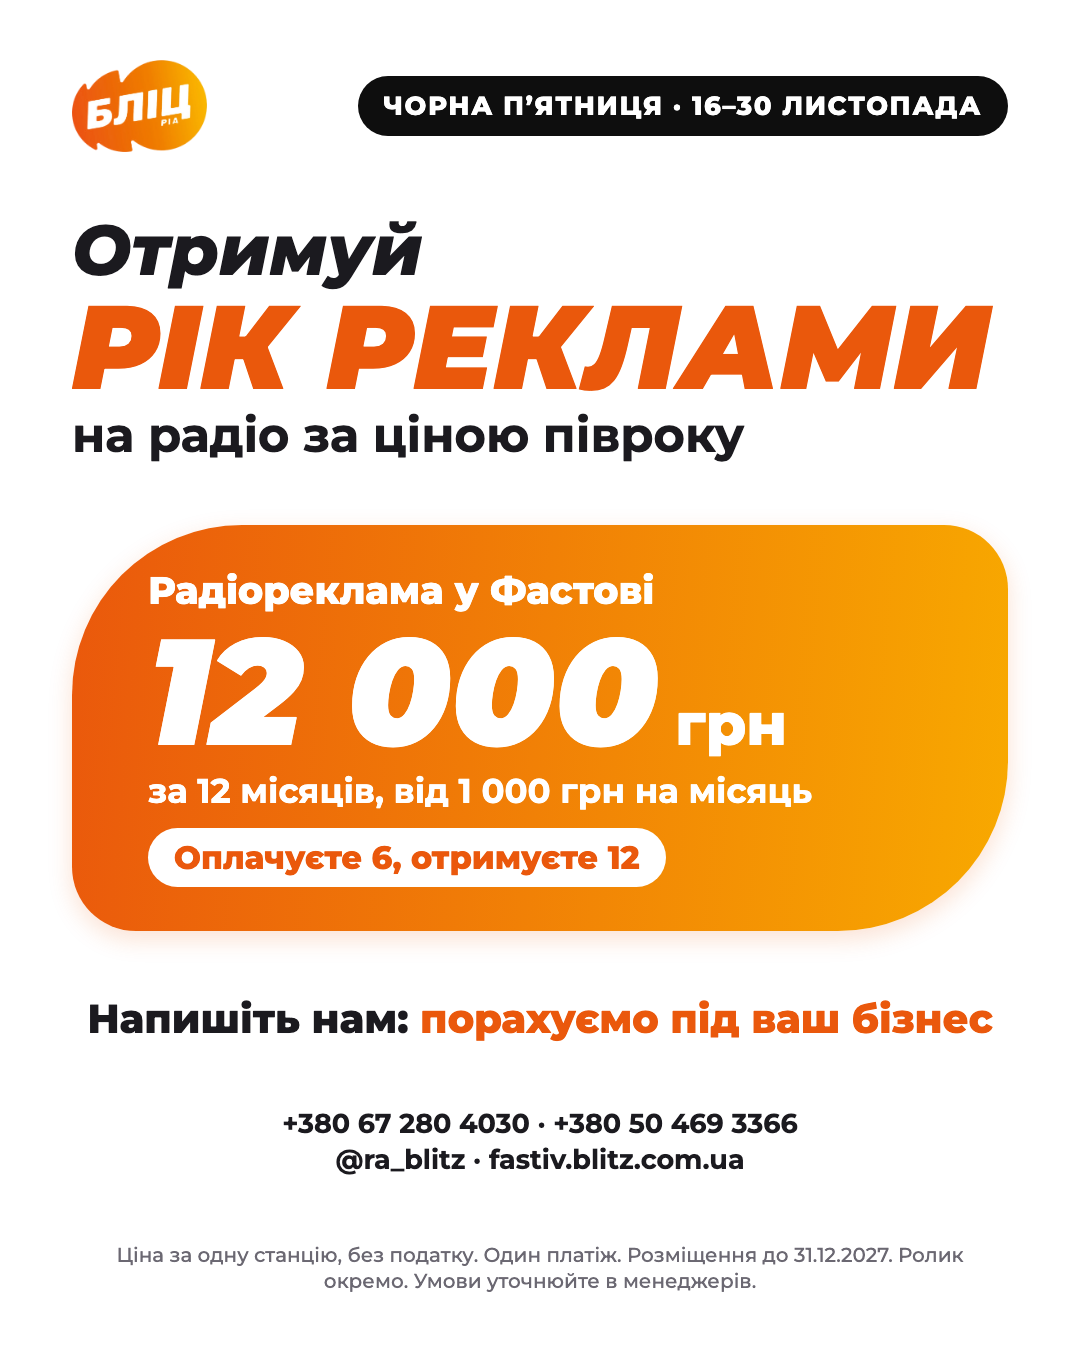 БЛІЦ
РІА
ЧОРНА П’ЯТНИЦЯ · 16–30 ЛИСТОПАДА
Отримуй
РІК РЕКЛАМИ
на радіо за ціною півроку
Радіореклама у Фастові
12 000 грн
за 12 місяців, від 1 000 грн на місяць
Оплачуєте 6, отримуєте 12
Напишіть нам: порахуємо під ваш бізнес
+380 67 280 4030 · +380 50 469 3366
@ra_blitz · fastiv.blitz.com.ua
Ціна за одну станцію, без податку. Один платіж. Розміщення до 31.12.2027. Ролик
окремо. Умови уточнюйте в менеджерів.